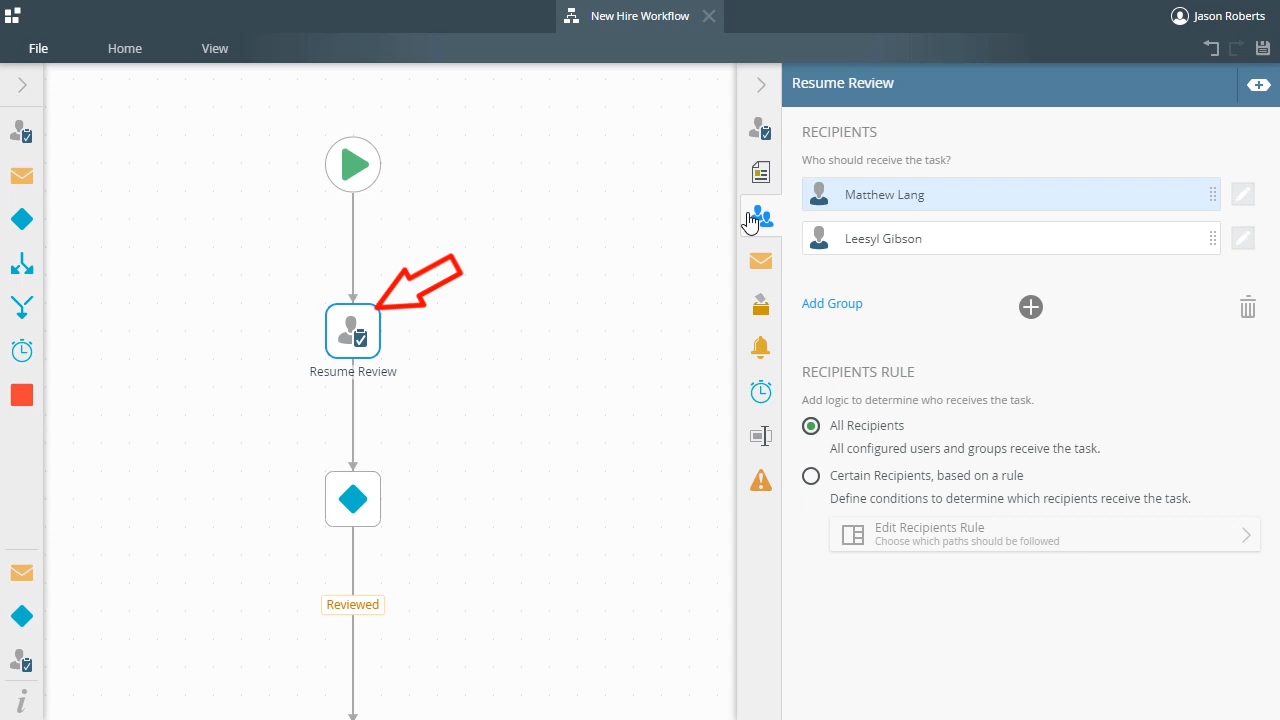 New Hire Workflow
Jason Roberts
File
Home
View
Resume Review
Reviewed
Resume Review
RECIPIENTS
Who should receive the task?
Matthew Lang
Leesyl Gibson
Add Group
RECIPIENTS RULE
Add logic to determine who receives the task.
All Recipients
All configured users and groups receive the task.
Certain Recipients, based on a rule
Define conditions to determine which recipients receive the task.
Edit Recipients Rule
Choose which paths should be followed